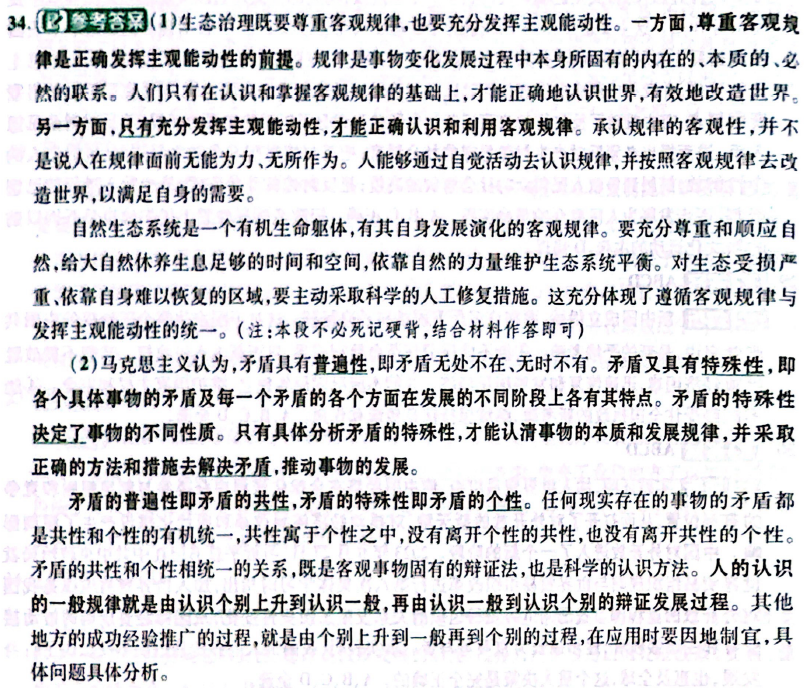 34. 参考答案 (1)生态治理既要尊重客观规律,也要充分发挥主观能动性。一方面,尊重客观规
律是正确发挥主观能动性的前提。规律是事物变化发展过程中本身所固有的内在的、本质的、必
然的联系。人们只有在认识和掌握客观规律的基础上,才能正确地认识世界,有效地改造世界。
另一方面,只有充分发挥主观能动性,才能正确认识和利用客观规律。承认规律的客观性,并不
是说人在规律面前无能为力、无所作为。人能够通过自觉活动去认识规律,并按照客观规律去改
造世界,以满足自身的需要。
自然生态系统是一个有机生命躯体,有其自身发展演化的客观规律。要充分尊重和顺应自
然,给大自然休养生息足够的时间和空间,依靠自然的力量维护生态系统平衡。对生态受损严
重、依靠自身难以恢复的区域,要主动采取科学的人工修复措施。这充分体现了遵循客观规律与
发挥主观能动性的统一。(注:本段不必死记硬背,结合材料作答即可)
(2)马克思主义认为,矛盾具有普遍性,即矛盾无处不在、无时不有。矛盾又具有特殊性,即
各个具体事物的矛盾及每一个矛盾的各个方面在发展的不同阶段上各有其特点。矛盾的特殊性
决定了事物的不同性质。只有具体分析矛盾的特殊性,才能认清事物的本质和发展规律,并采取
正确的方法和措施去解决矛盾,推动事物的发展。
矛盾的普遍性即矛盾的共性,矛盾的特殊性即矛盾的个性。任何现实存在的事物的矛盾都
是共性和个性的有机统一,共性寓于个性之中,没有离开个性的共性,也没有离开共性的个性。
矛盾的共性和个性相统一的关系,既是客观事物固有的辩证法,也是科学的认识方法。人的认识
的一般规律就是由认识个别上升到认识一般,再由认识一般到认识个别的辩证发展过程。其他
地方的成功经验推广的过程,就是由个别上升到一般再到个别的过程,在应用时要因地制宜,具
体问题具体分析。